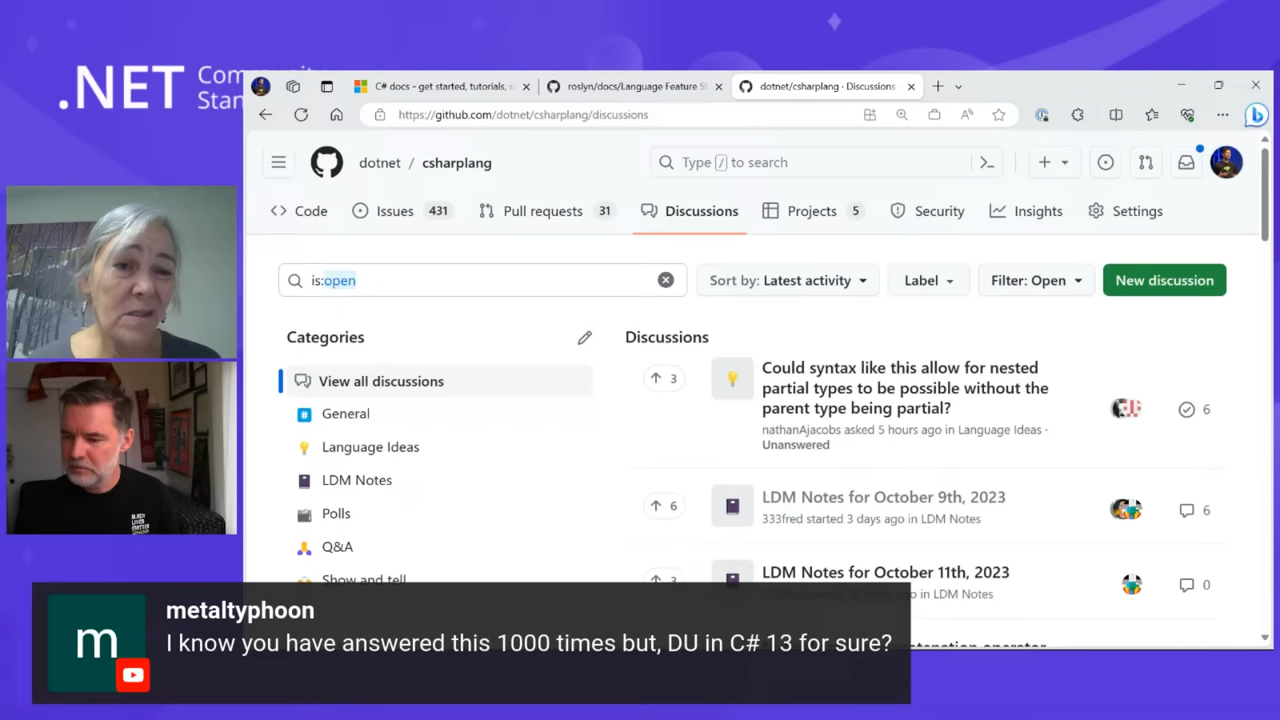 .NET Com
Stan
C# docs - get started, tutorials, r
roslyn/docs/Language Feature S
dotnet/csharplang · Discussions
https://github.com/dotnet/csharplang/discussions
dotnet / csharplang
Type / to search
Code
Issues 431
Pull requests 31
Discussions
Projects 5
Security
Insights
Settings
is:open
Sort by: Latest activity
Label
Filter: Open
New discussion
Categories
View all discussions
General
Language Ideas
LDM Notes
Polls
Q&A
Show and tell
Discussions
3
Could syntax like this allow for nested
partial types to be possible without the
parent type being partial?
nathanAjacobs asked 5 hours ago in Language Ideas ·
Unanswered
6
6
LDM Notes for October 9th, 2023
333fred started 3 days ago in LDM Notes
6
3
LDM Notes for October 11th, 2023
in LDM Notes
0
operator
BLACK
LIVES
MATTER
m
metaltyphoon
I know you have answered this 1000 times but, DU in C# 13 for sure?